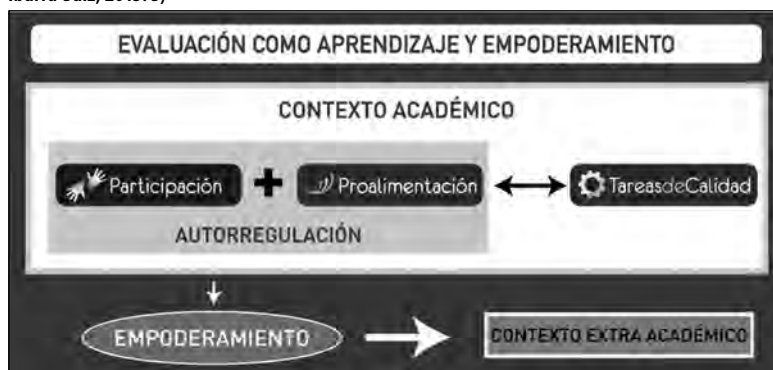 EVALUACIÓN COMO APRENDIZAJE Y EMPODERAMIENTO
CONTEXTO ACADÉMICO
Participación + Proalimentación TareasdeCalidad
AUTORREGULACIÓN
EMPODERAMIENTO CONTEXTO EXTRA ACADÉMICO